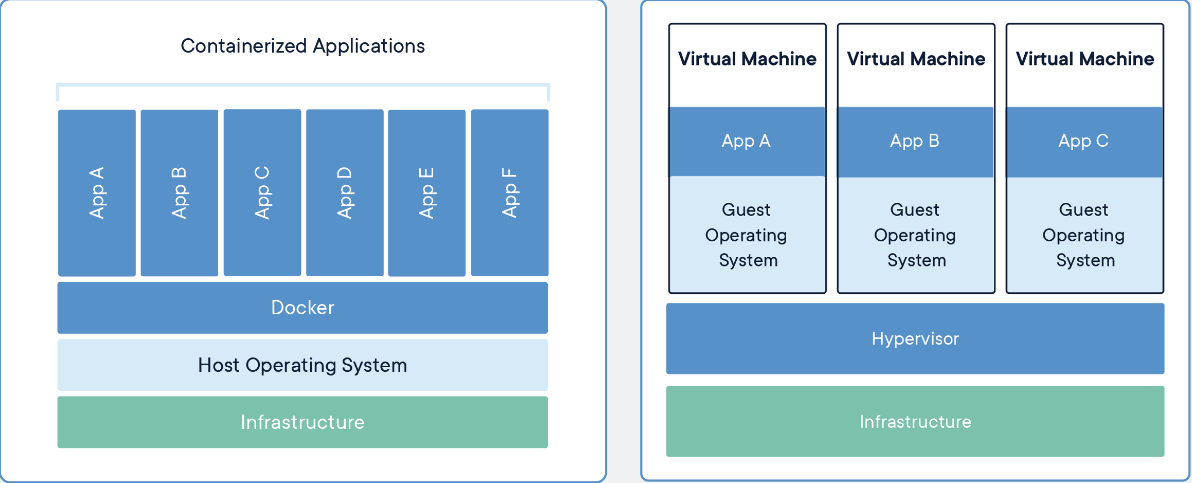 Containerized Applications
App A
App B
App C
App D
App E
App F
Docker
Host Operating System
Infrastructure
Virtual Machine
App A
Guest
Operating
System
Virtual Machine
App B
Guest
Operating
System
Virtual Machine
App C
Guest
Operating
System
Hypervisor
Infrastructure